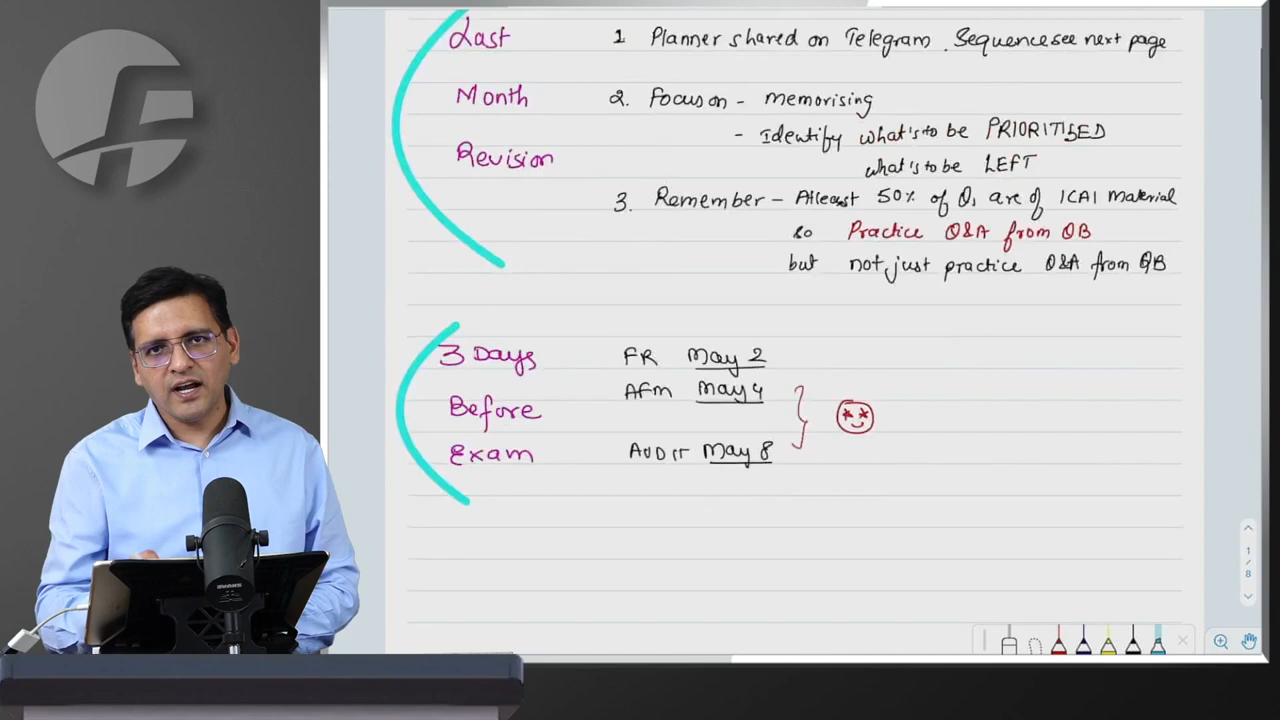 Last
Month
Revision
1 Planner shared on Telegram. Sequence see next page
2. Focus on - memorising
- Identify what's to be PRIORITISED
what's to be LEFT
3. Remember - Atleast 50% of Qs are of ICAI Material
so Practice Q&A from QB
but not just practice Q&A from QB
3 Days
Before
Exam
FR May 2
AFM May 4
AUDIT May 8
1
/
8
SHURE